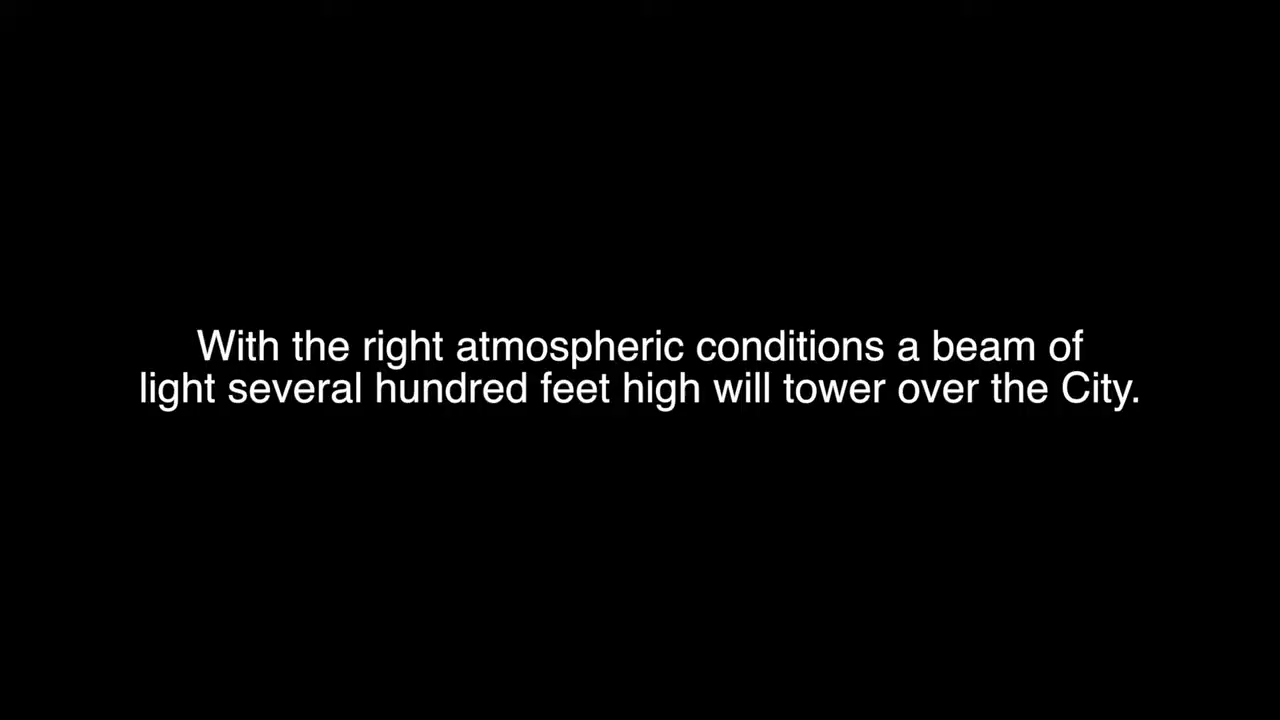 With the right atmospheric conditions a beam of
light several hundred feet high will tower over the City.